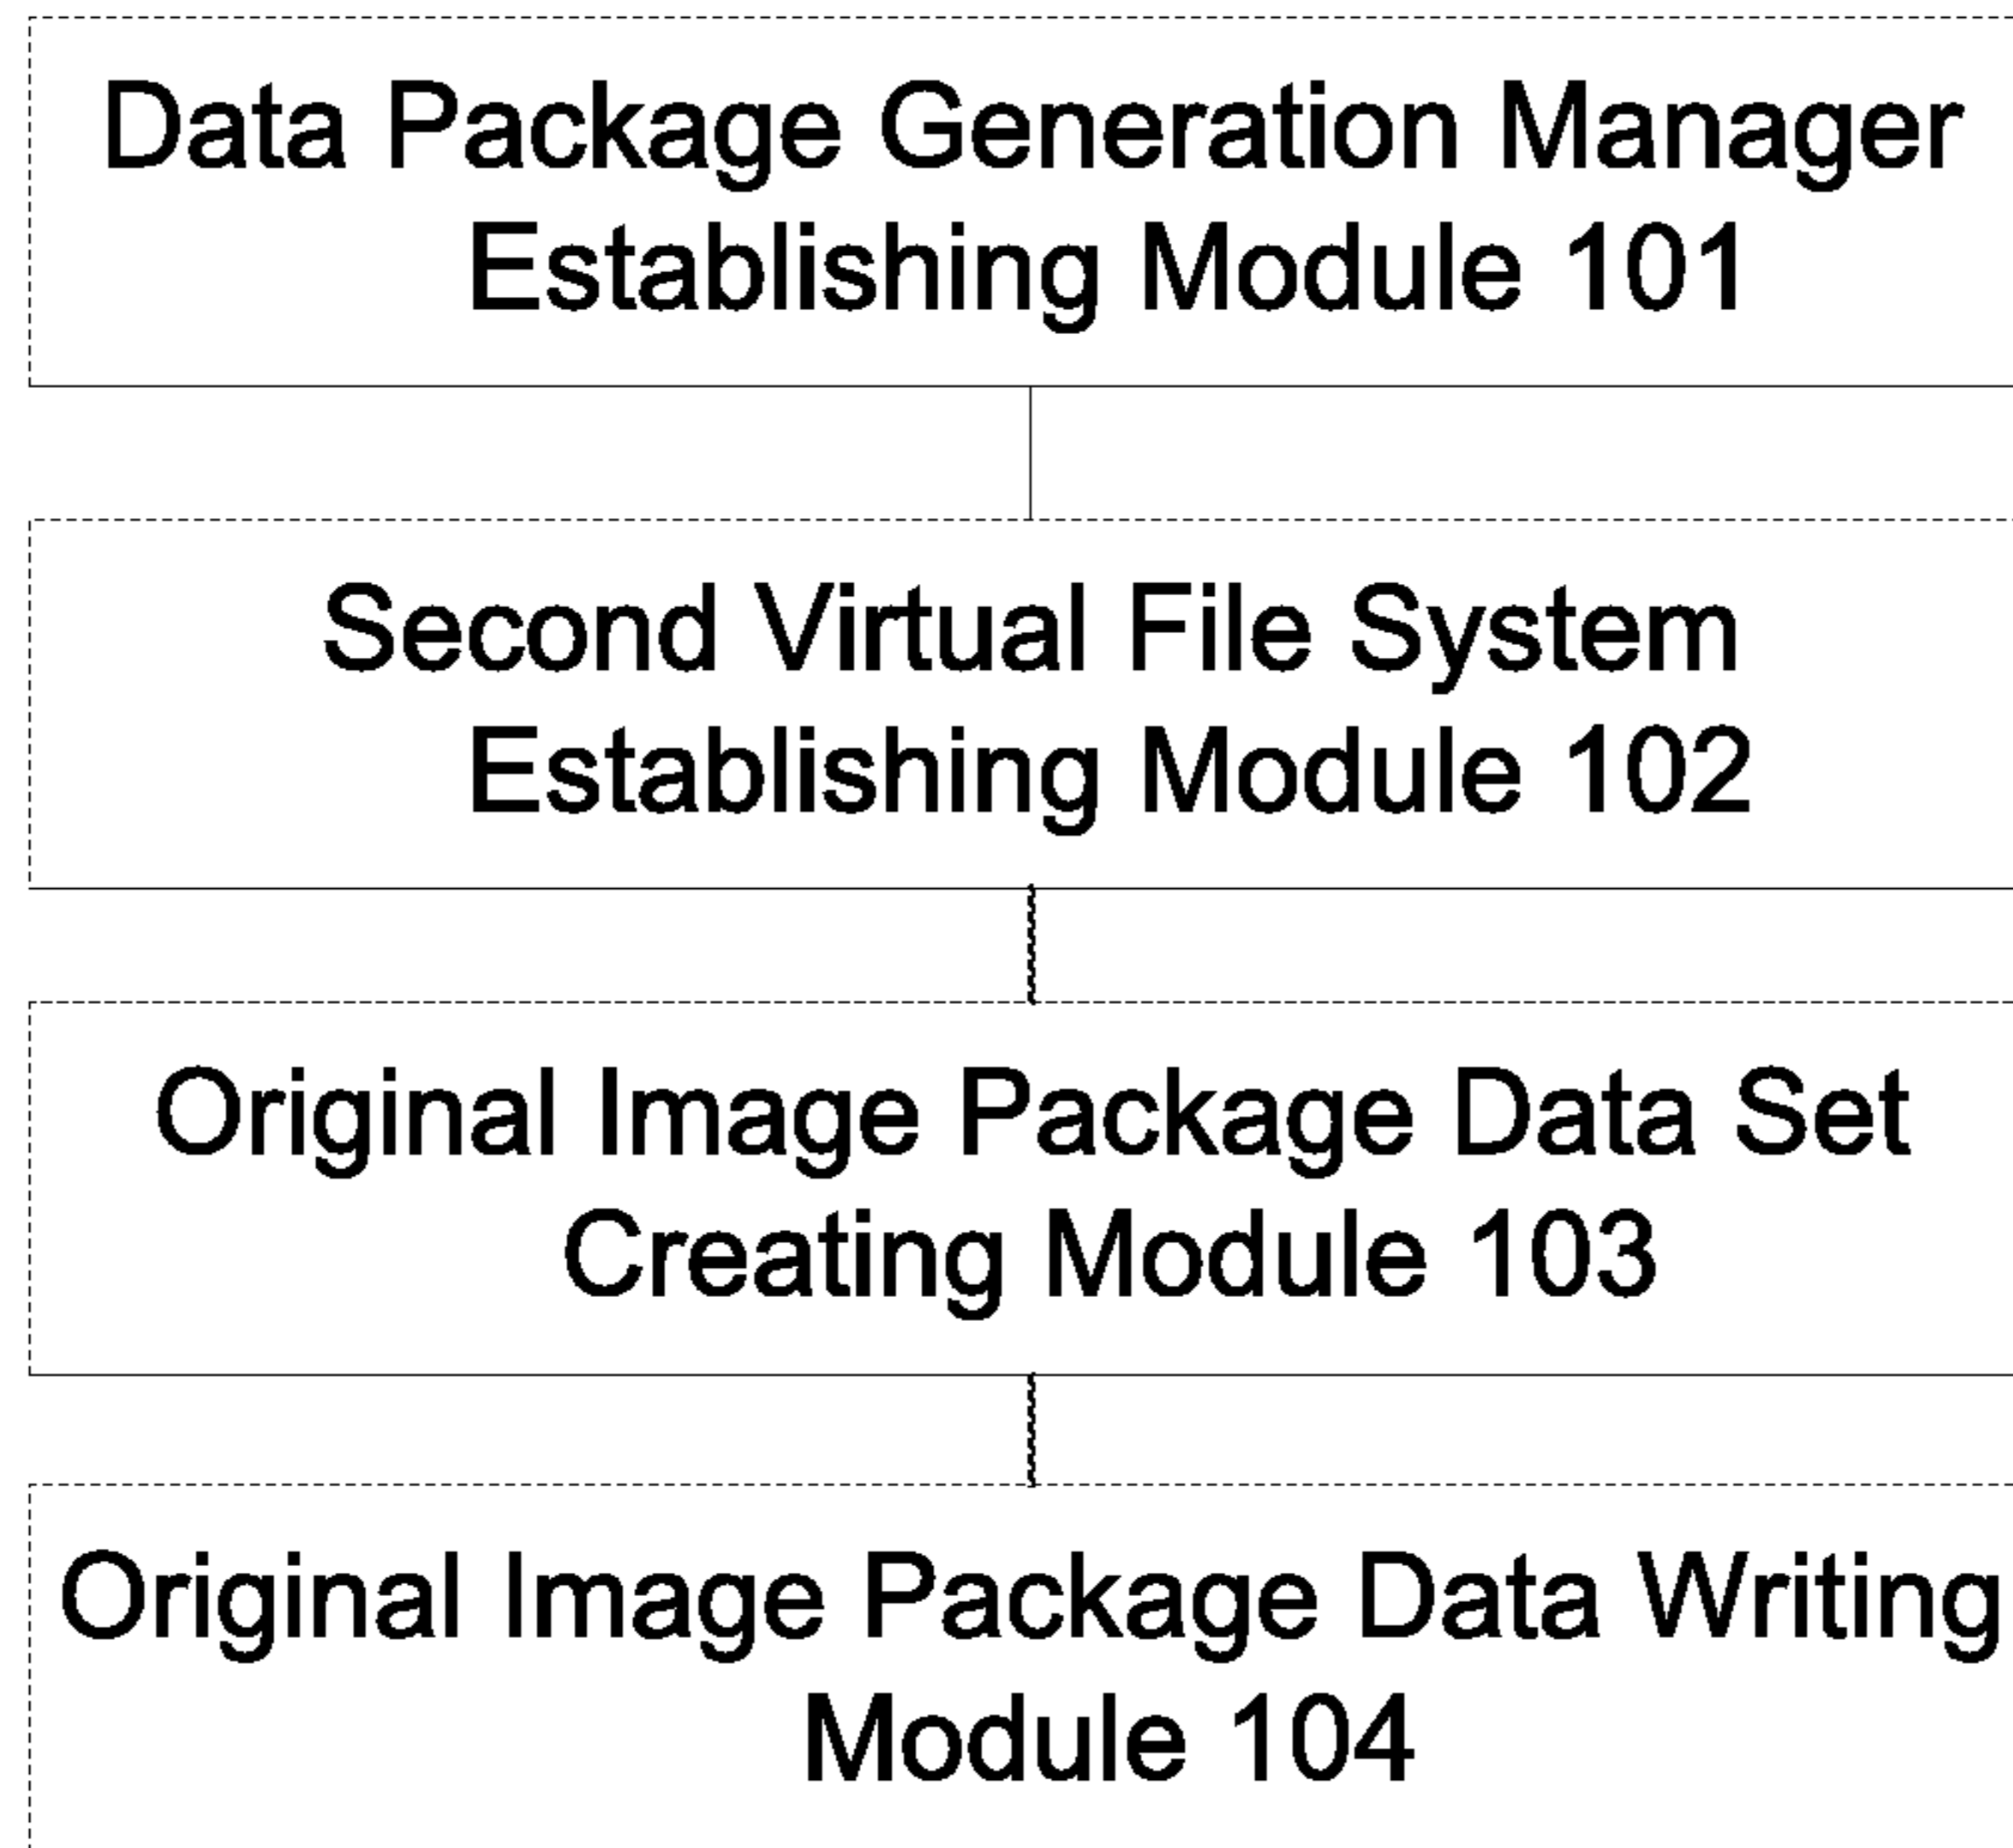 Data Package Generation Manager
Establishing Module 101
Second Virtual File System
Establishing Module 102
Original Image Package Data Set
Creating Module 103
Original Image Package Data Writing
Module 104